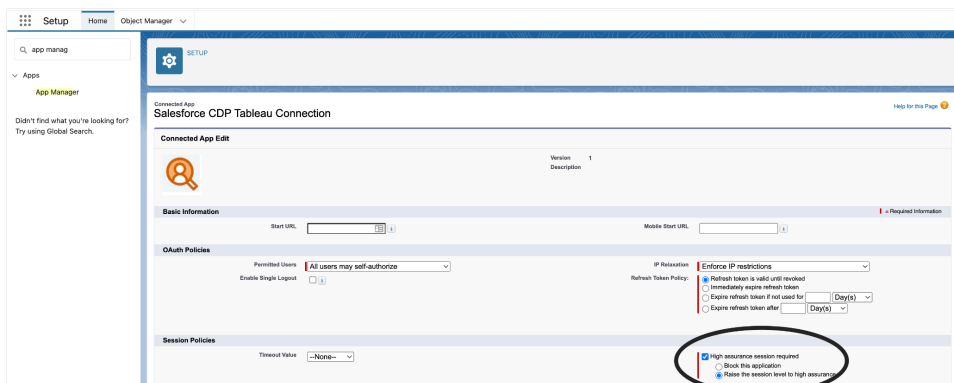 Setup Home Object Manager
app manag
SETUP
Apps
App Manager
Didn't find what you're looking for?
Try using Global Search.
Connected App
Salesforce CDP Tableau Connection
Help for this Page
Connected App Edit
Version 1
Description
Basic Information
= Required Information
Start URL
Mobile Start URL
OAuth Policies
Permitted Users All users may self-authorize
IP Relaxation Enforce IP restrictions
Enable Single Logout
Refresh Token Policy: Refresh token is valid until revoked
Immediately expire refresh token
Expire refresh token if not used for Day(s)
Expire refresh token after Day(s)
Session Policies
Timeout Value --None--
High assurance session required
Block this application
Raise the session level to high assurance